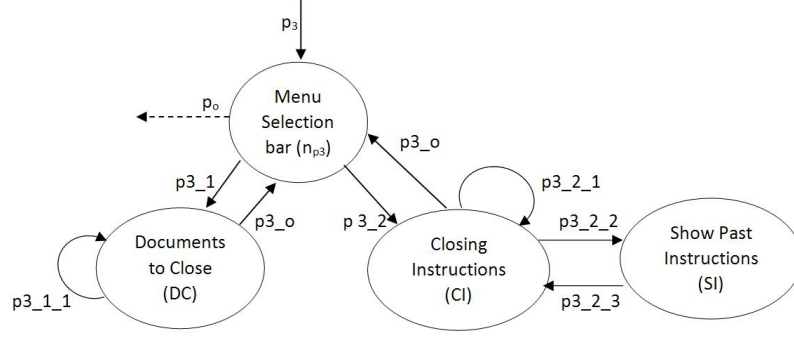 p₃
Menu
Selection
bar (nₚ₃)
pₒ
p3_o
p3_1
p3_o
p 3_2
p3_2_1
p3_2_2
Documents
to Close
(DC)
Closing
Instructions
(CI)
Show Past
Instructions
(SI)
p3_1_1
p3_2_3